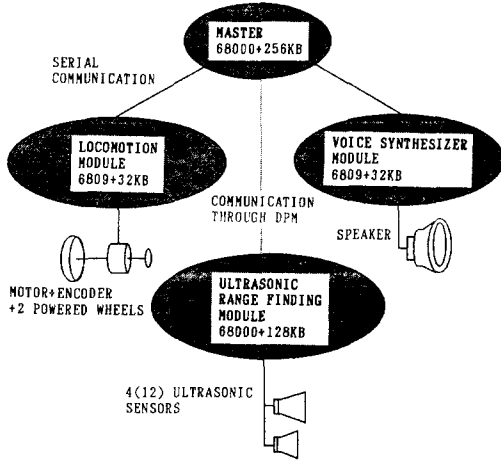 MASTER
68000+256KB
SERIAL
COMMUNICATION
LOCOMOTION
MODULE
6809+32KB
VOICE SYNTHESIZER
MODULE
6809+32KB
COMMUNICATION
THROUGH DPM
SPEAKER
MOTOR+ENCODER
+2 POWERED WHEELS
ULTRASONIC
RANGE FINDING
MODULE
68000+128KB
4(12) ULTRASONIC
SENSORS